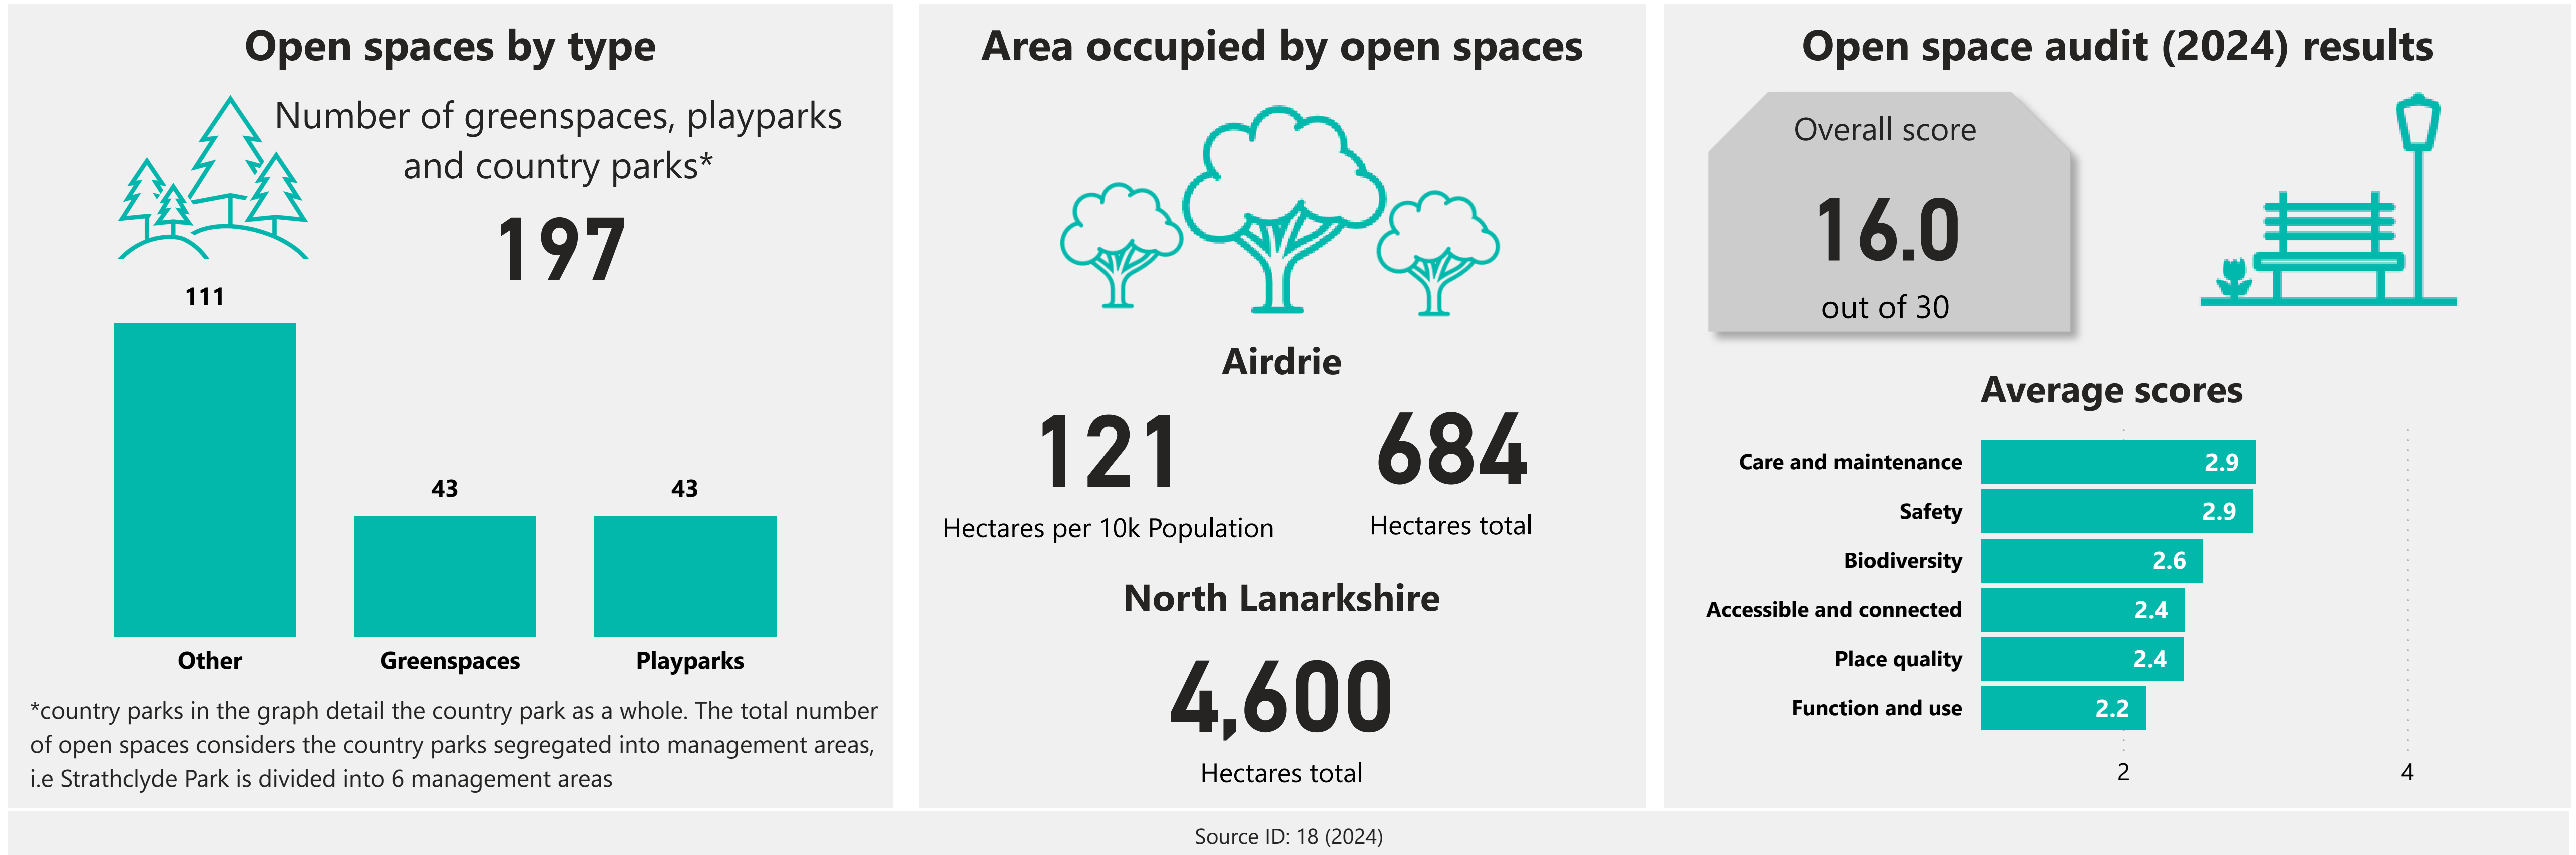 Open spaces by type
Number of greenspaces, playparks
and country parks*
197
111
43
43
Other
Greenspaces
Playparks
*country parks in the graph detail the country park as a whole. The total number
of open spaces considers the country parks segregated into management areas,
i.e Strathclyde Park is divided into 6 management areas
Area occupied by open spaces
Airdrie
121
Hectares per 10k Population
684
Hectares total
North Lanarkshire
4,600
Hectares total
Open space audit (2024) results
Overall score
16.0
out of 30
Average scores
Care and maintenance 2.9
Safety 2.9
Biodiversity 2.6
Accessible and connected 2.4
Place quality 2.4
Function and use 2.2
2 4
Source ID: 18 (2024)